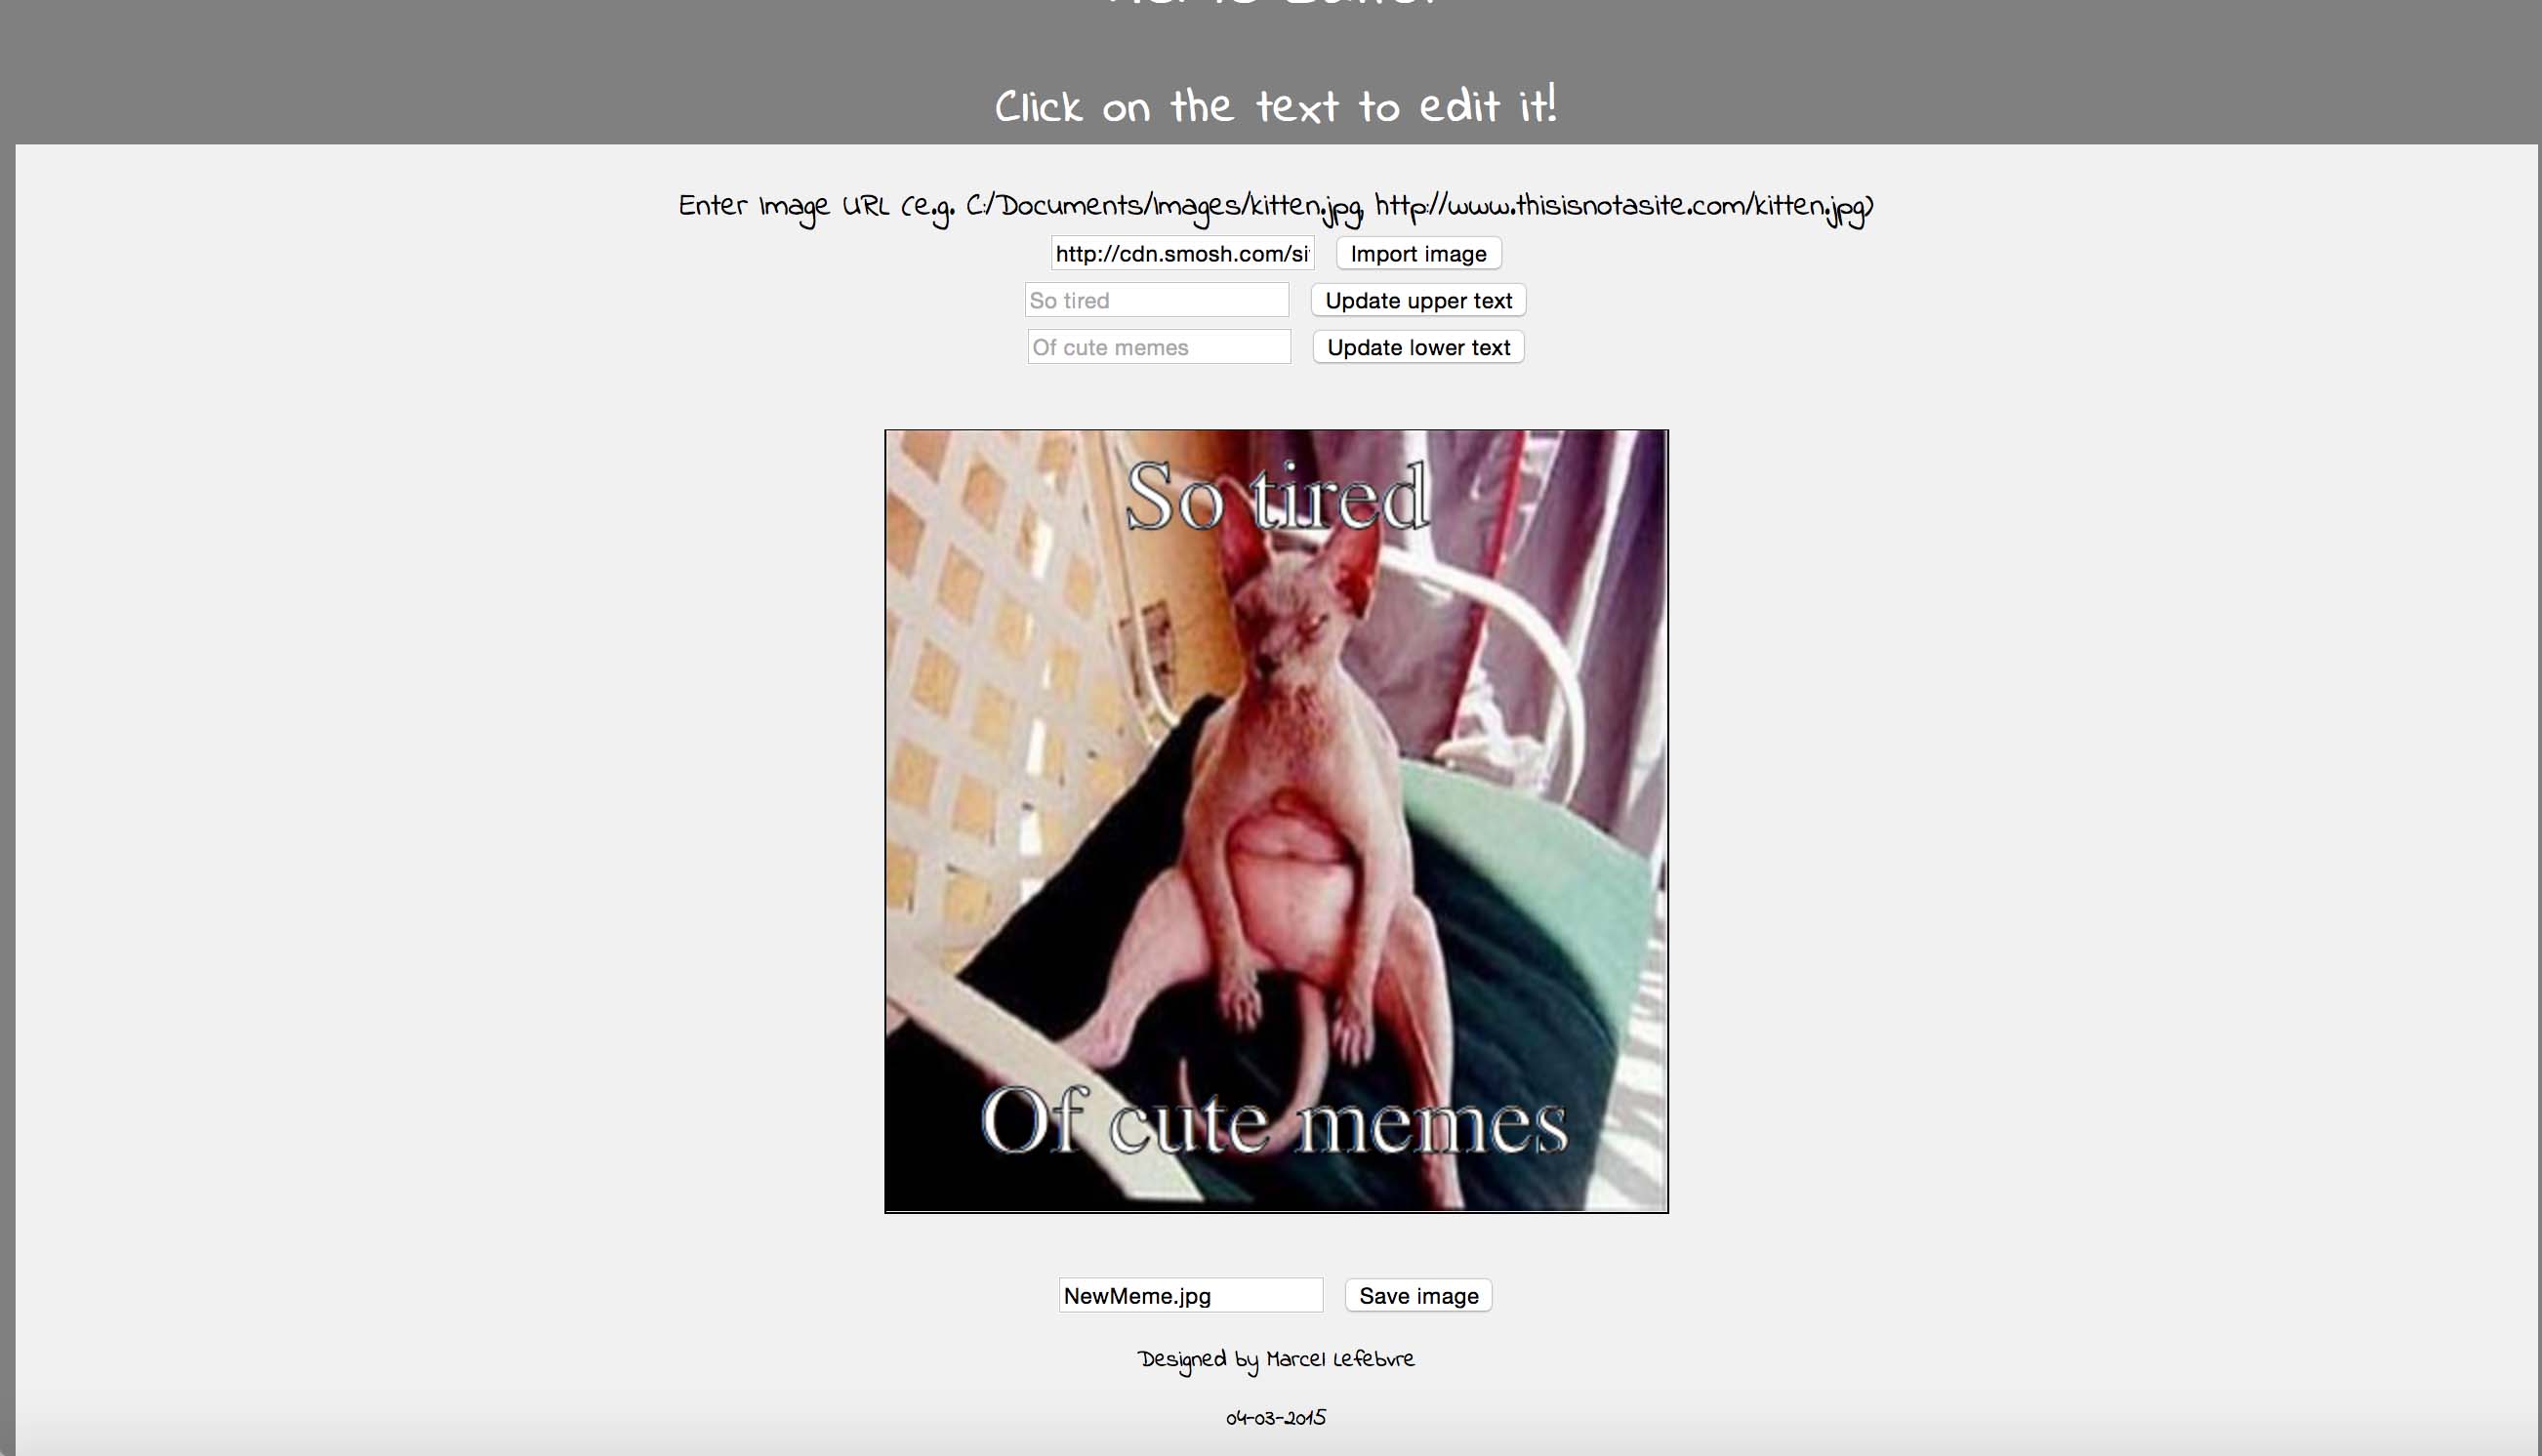 Click on the text to edit it!
Enter Image URL (e.g. C:/Documents/Images/kitten.jpg, http://www.thisisnotasite.com/kitten.jpg)
http://cdn.smosh.com/si Import image
So tired Update upper text
Of cute memes Update lower text
So tired
Of cute memes
NewMeme.jpg Save image
Designed by Marcel Lefebvre
04-03-2015